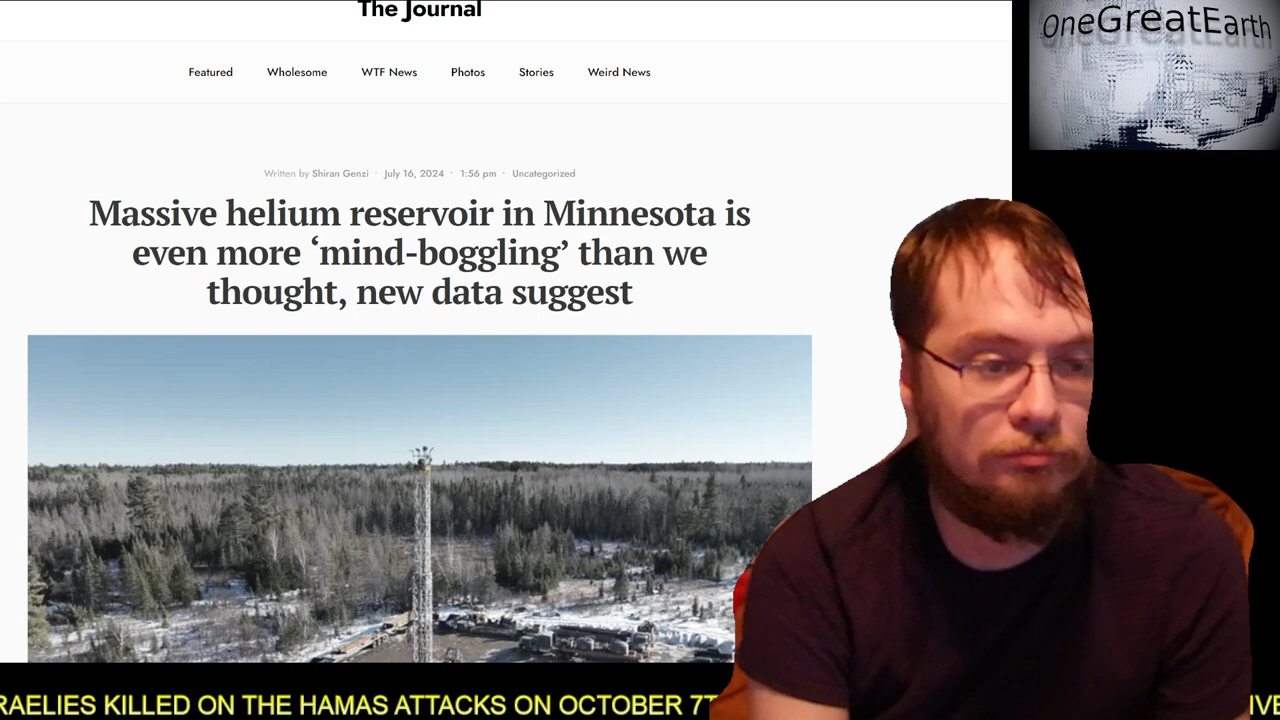 The Journal
OneGreatEarth
Featured Wholesome WTF News Photos Stories Weird News
Written by Shiran Genzi · July 16, 2024 · 1:56 pm · Uncategorized
Massive helium reservoir in Minnesota is
even more ‘mind-boggling’ than we
thought, new data suggest
RAELIES KILLED ON THE HAMAS ATTACKS ON OCTOBER 7T IVE